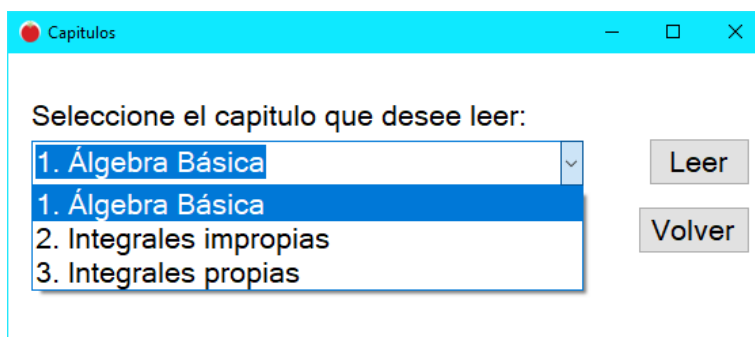 Capitulos
Seleccione el capitulo que desee leer:
1. Álgebra Básica
Leer
1. Álgebra Básica
2. Integrales impropias
Volver
3. Integrales propias